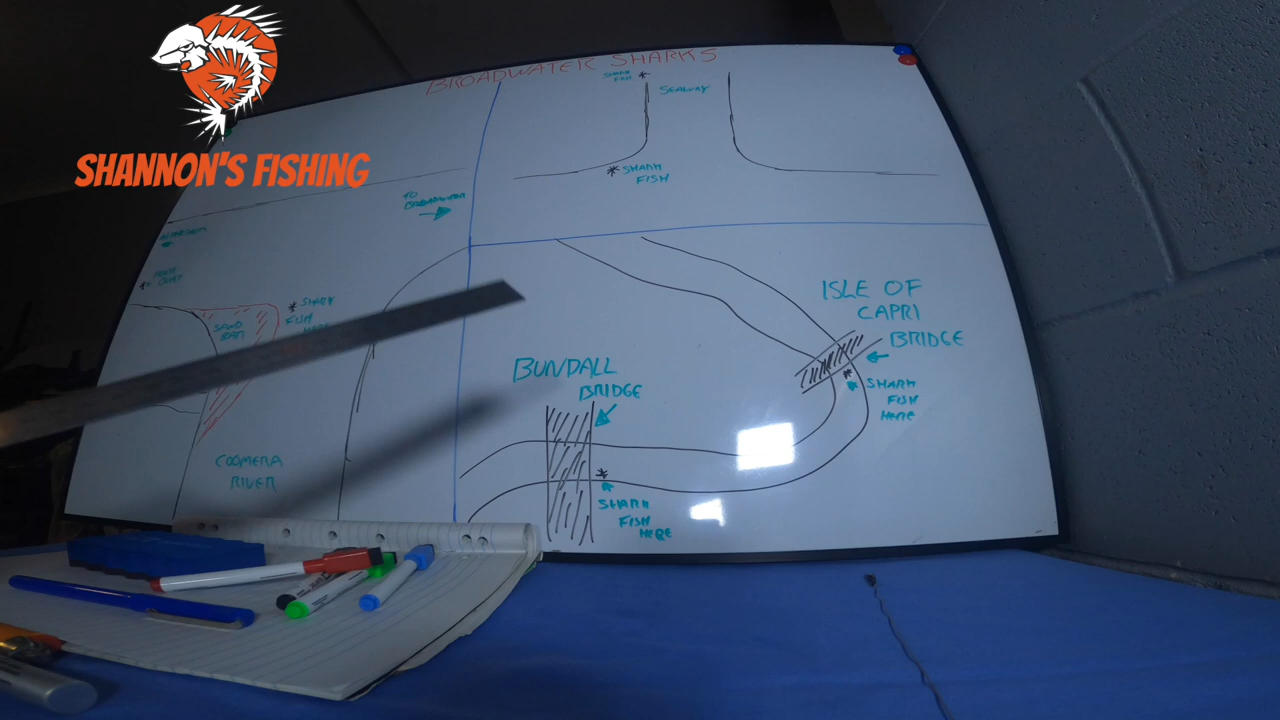 SHANNON'S FISHING
BROADWATER SHARKS
SHARK
FISH
SEAWAY
SHARK
FISH
TO
BROADWATER
SAND
BAR
SHARK
FISH
HERE
COOMERA
RIVER
ISLE OF
CAPRI
BRIDGE
SHARK
FISH
HERE
BUNDALL
BRIDGE
SHARK
FISH
HERE